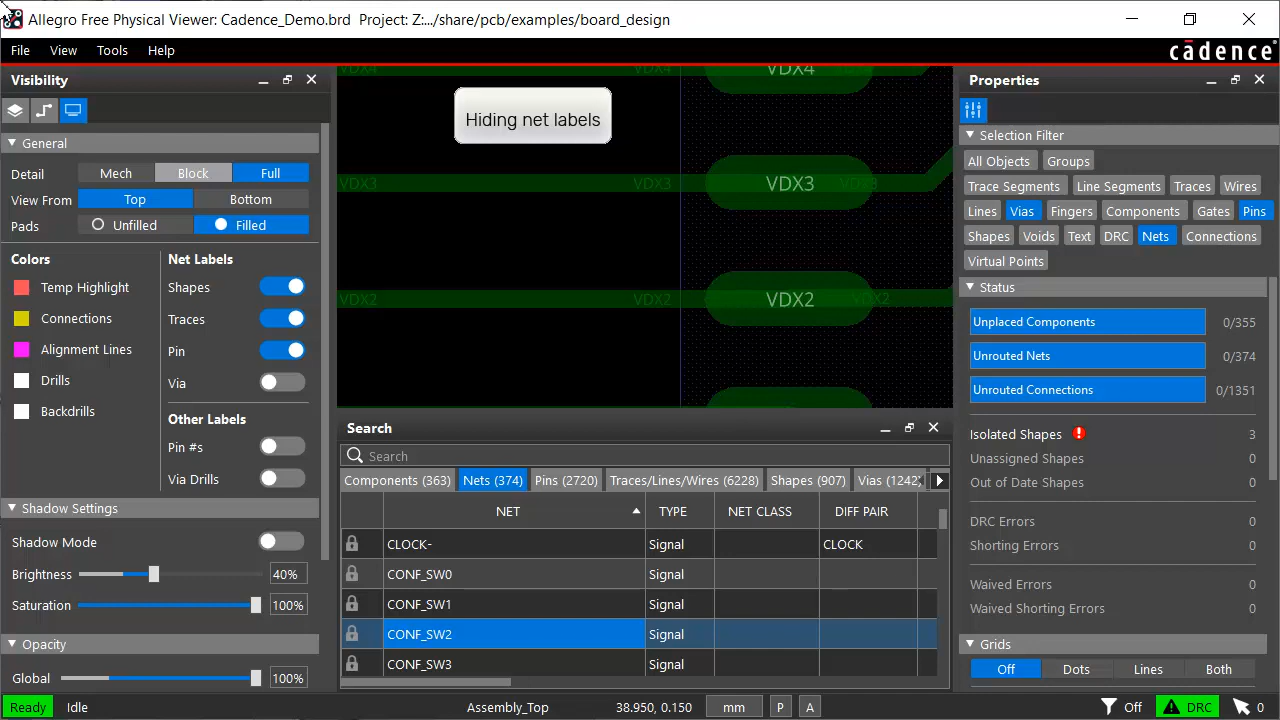 Allegro Free Physical Viewer: Cadence_Demo.brd Project: Z:.../share/pcb/examples/board_design
File View Tools Help
cādence®
Visibility
General
Detail Mech Block Full
View From Top Bottom
Pads Unfilled Filled
Colors
Temp Highlight
Connections
Alignment Lines
Drills
Backdrills
Net Labels
Shapes
Traces
Pin
Via
Other Labels
Pin #s
Via Drills
Shadow Settings
Shadow Mode
Brightness 40%
Saturation 100%
Opacity
Global 100%
VDX4 VDX4 VDX4
Hiding net labels
VDX3 VDX3 VDX3 VDX3
VDX2 VDX2 VDX2 VDX2
Search
Search
Components (363) Nets (374) Pins (2720) Traces/Lines/Wires (6228) Shapes (907) Vias (1242)
NET TYPE NET CLASS DIFF PAIR
CLOCK- Signal CLOCK
CONF_SW0 Signal
CONF_SW1 Signal
CONF_SW2 Signal
CONF_SW3 Signal
Properties
Selection Filter
All Objects Groups
Trace Segments Line Segments Traces Wires
Lines Vias Fingers Components Gates Pins
Shapes Voids Text DRC Nets Connections
Virtual Points
Status
Unplaced Components 0/355
Unrouted Nets 0/374
Unrouted Connections 0/1351
Isolated Shapes 3
Unassigned Shapes 0
Out of Date Shapes 0
DRC Errors 0
Shorting Errors 0
Waived Errors 0
Waived Shorting Errors 0
Grids
Off Dots Lines Both
Ready Idle Assembly_Top 38.950, 0.150 mm P A Off DRC 0